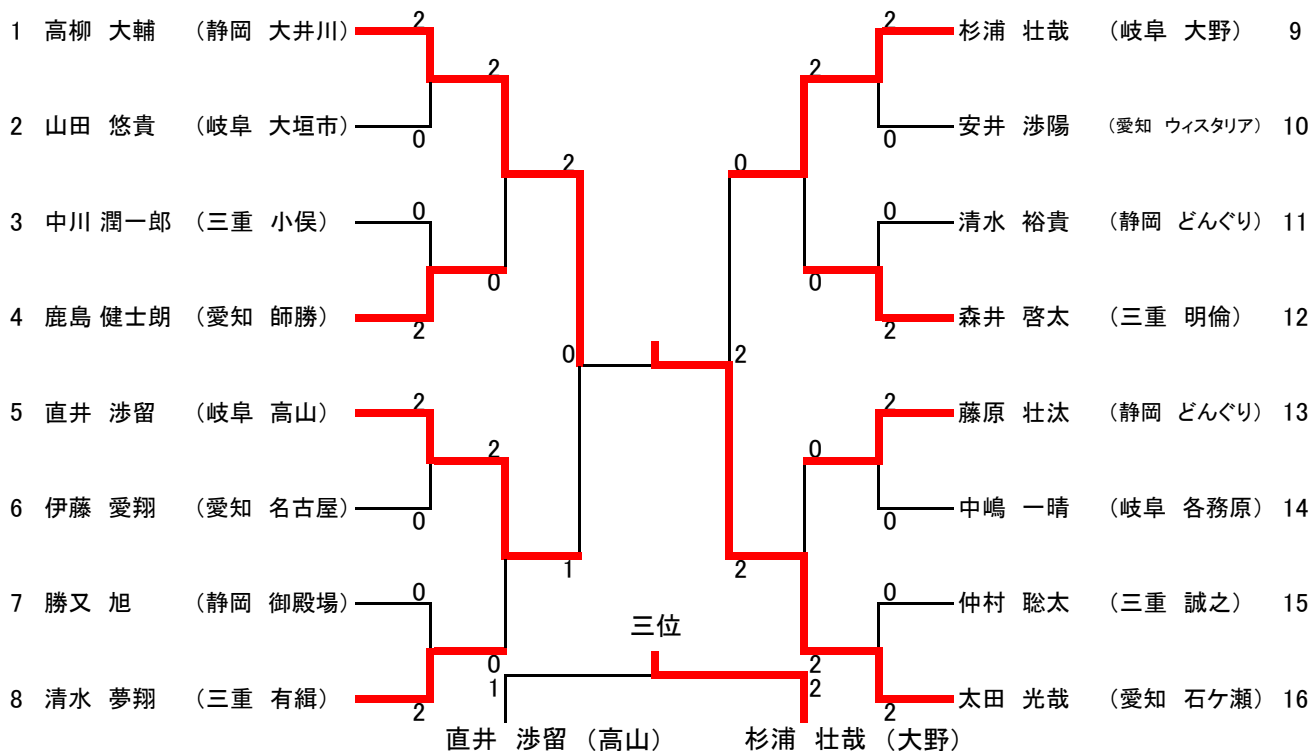 1 高柳 大輔 (静岡 大井川) 2 2 杉浦 壮哉 (岐阜 大野) 9
2 2
2 山田 悠貴 (岐阜 大垣市) 0 0 安井 渉陽 (愛知 ウィスタリア) 10
2 0
3 中川 潤一郎 (三重 小俣) 0 0 清水 裕貴 (静岡 どんぐり) 11
0 0
4 鹿島 健士朗 (愛知 師勝) 2 2 森井 啓太 (三重 明倫) 12
0 2
5 直井 渉留 (岐阜 高山) 2 2 藤原 壮汰 (静岡 どんぐり) 13
2 0
6 伊藤 愛翔 (愛知 名古屋) 0 0 中嶋 一晴 (岐阜 各務原) 14
1 2
7 勝又 旭 (静岡 御殿場) 0 0 仲村 聡太 (三重 誠之) 15
三位
0 2
1 2
8 清水 夢翔 (三重 有緝) 2 2 太田 光哉 (愛知 石ケ瀬) 16
直井 渉留 (高山) 杉浦 壮哉 (大野)